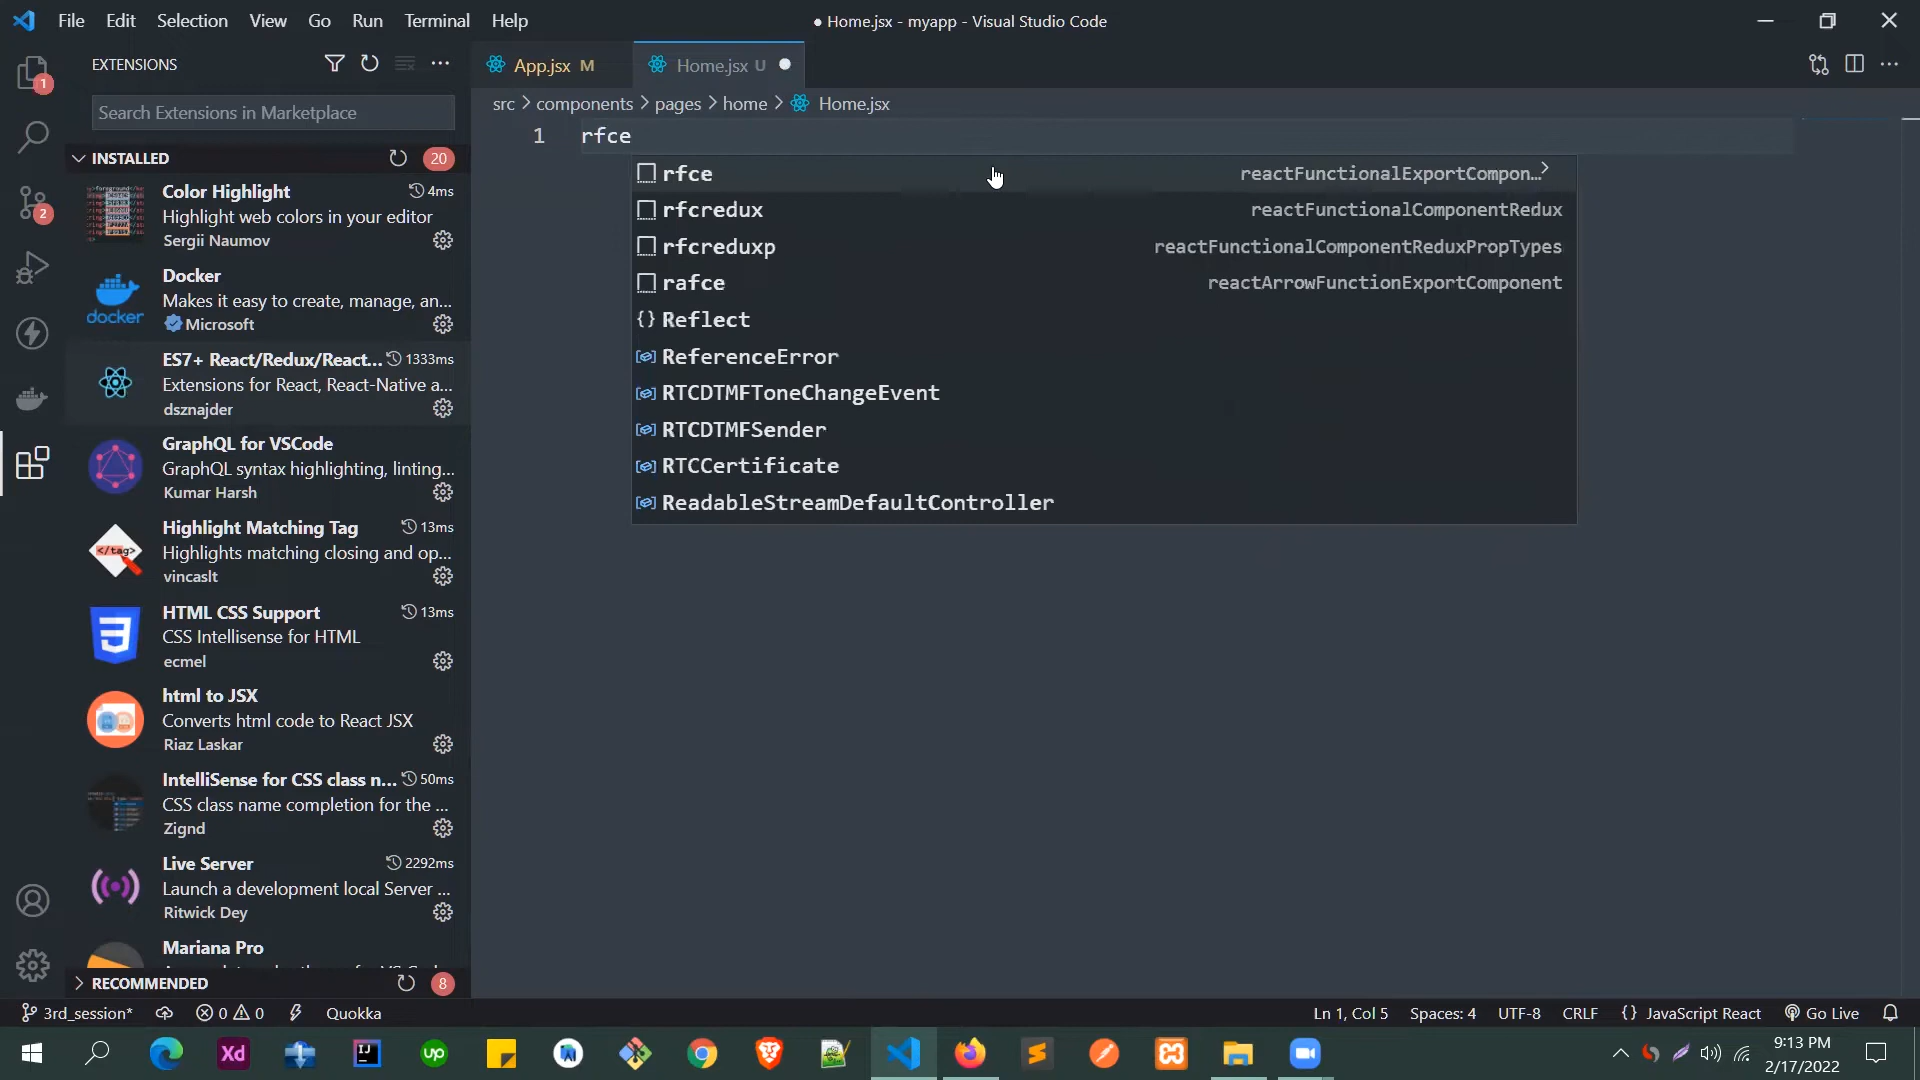 File Edit Selection View Go Run Terminal Help
● Home.jsx - myapp - Visual Studio Code
EXTENSIONS
Search Extensions in Marketplace
INSTALLED 20
Color Highlight 4ms
Highlight web colors in your editor
Sergii Naumov
Docker
Makes it easy to create, manage, an...
docker
Microsoft
ES7+ React/Redux/React... 1333ms
Extensions for React, React-Native a...
dsznajder
GraphQL for VSCode
GraphQL syntax highlighting, linting...
Kumar Harsh
Highlight Matching Tag 13ms
Highlights matching closing and op...
</tag>
vincaslt
HTML CSS Support 13ms
CSS Intellisense for HTML
ecmel
html to JSX
Converts html code to React JSX
Riaz Laskar
IntelliSense for CSS class n... 50ms
CSS class name completion for the ...
Zignd
Live Server 2292ms
Launch a development local Server ...
Ritwick Dey
Mariana Pro
RECOMMENDED 8
1
2
App.jsx M
Home.jsx U
src > components > pages > home > Home.jsx
1 rfce
rfce reactFunctionalExportCompon...
rfcredux reactFunctionalComponentRedux
rfcreduxp reactFunctionalComponentReduxPropTypes
rafce reactArrowFunctionExportComponent
{} Reflect
ReferenceError
RTCDTMFToneChangeEvent
RTCDTMFSender
RTCCertificate
ReadableStreamDefaultController
3rd_session* 0 0 Quokka
Ln 1, Col 5 Spaces: 4 UTF-8 CRLF {} JavaScript React Go Live
Xd
IJ
up
9:13 PM
2/17/2022